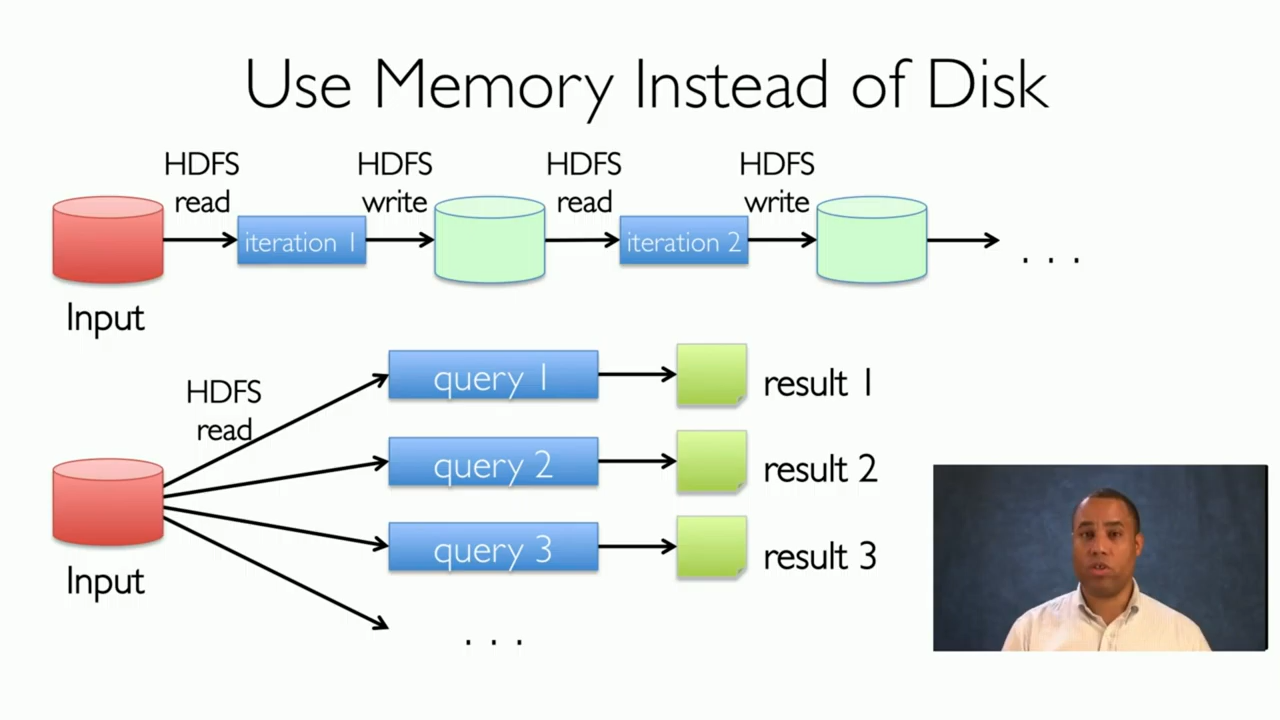 Use Memory Instead of Disk
HDFS
read
HDFS
write
HDFS
read
HDFS
write
iteration 1
iteration 2
. . .
Input
HDFS
read
query 1
result 1
query 2
result 2
query 3
result 3
Input
. . .